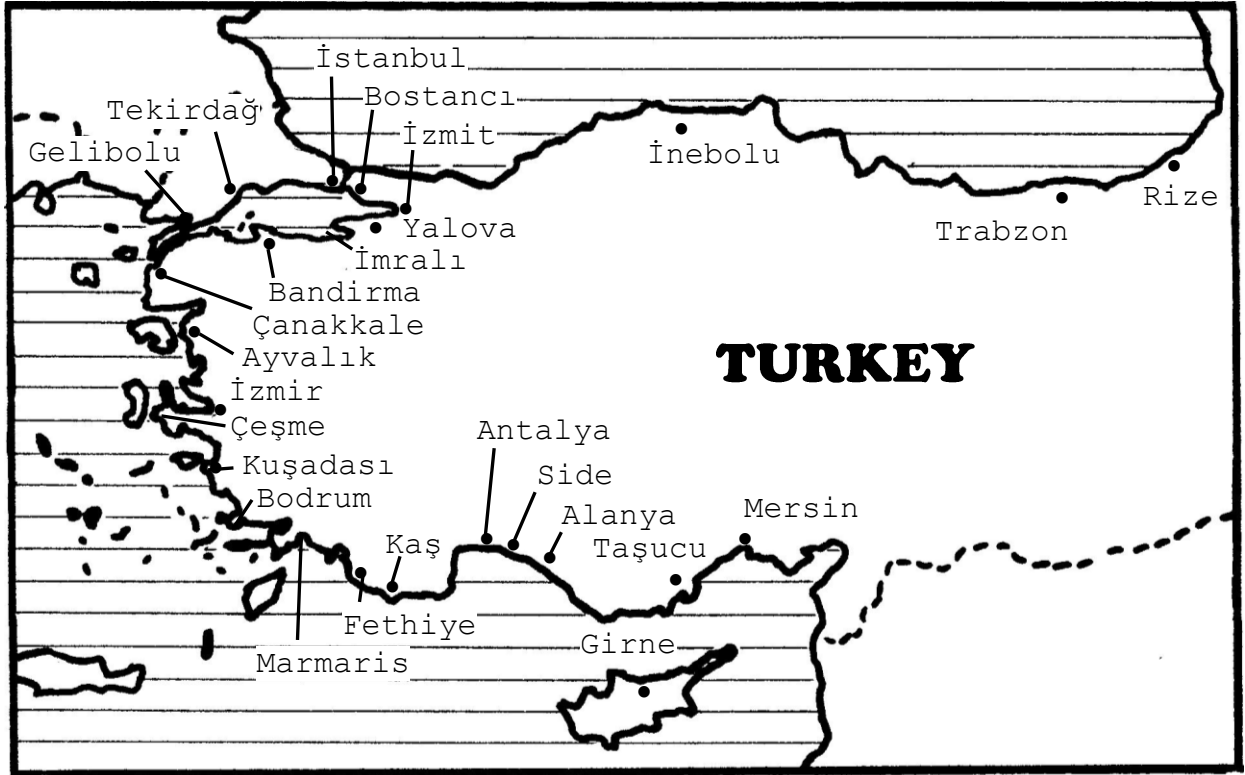 İstanbul
Bostancı
Tekirdağ
İzmit
Gelibolu
İnebolu
Rize
Trabzon
Yalova
İmralı
Bandirma
Çanakkale
Ayvalık
TURKEY
İzmir
Çeşme
Antalya
Kuşadası
Side
Bodrum
Mersin
Alanya
Kaş
Taşucu
Fethiye
Girne
Marmaris